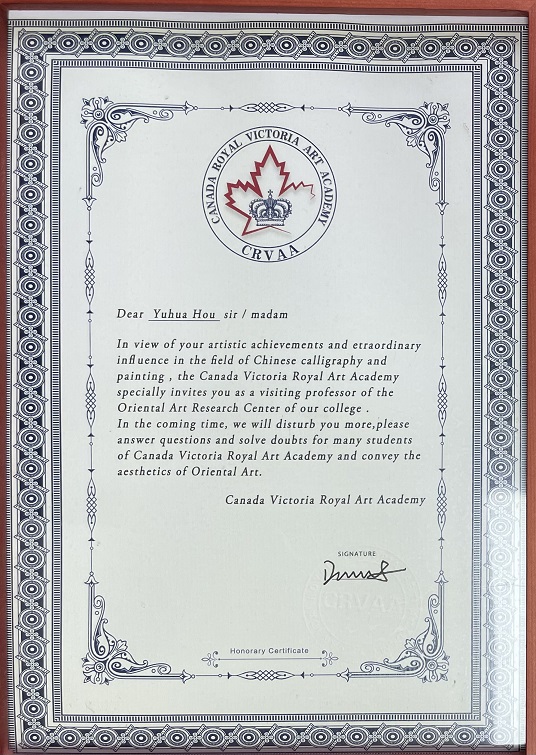 CANADA ROYAL VICTORIA ART ACADEMY
CRVAA
Dear Yuhua Hou sir / madam
In view of your artistic achievements and etraordinary
influence in the field of Chinese calligraphy and
painting , the Canada Victoria Royal Art Academy
specially invites you as a visiting professor of the
Oriental Art Research Center of our college .
In the coming time, we will disturb you more,please
answer questions and solve doubts for many students
of Canada Victoria Royal Art Academy and convey the
aesthetics of Oriental Art.
Canada Victoria Royal Art Academy
SIGNATURE
Honorary Certificate